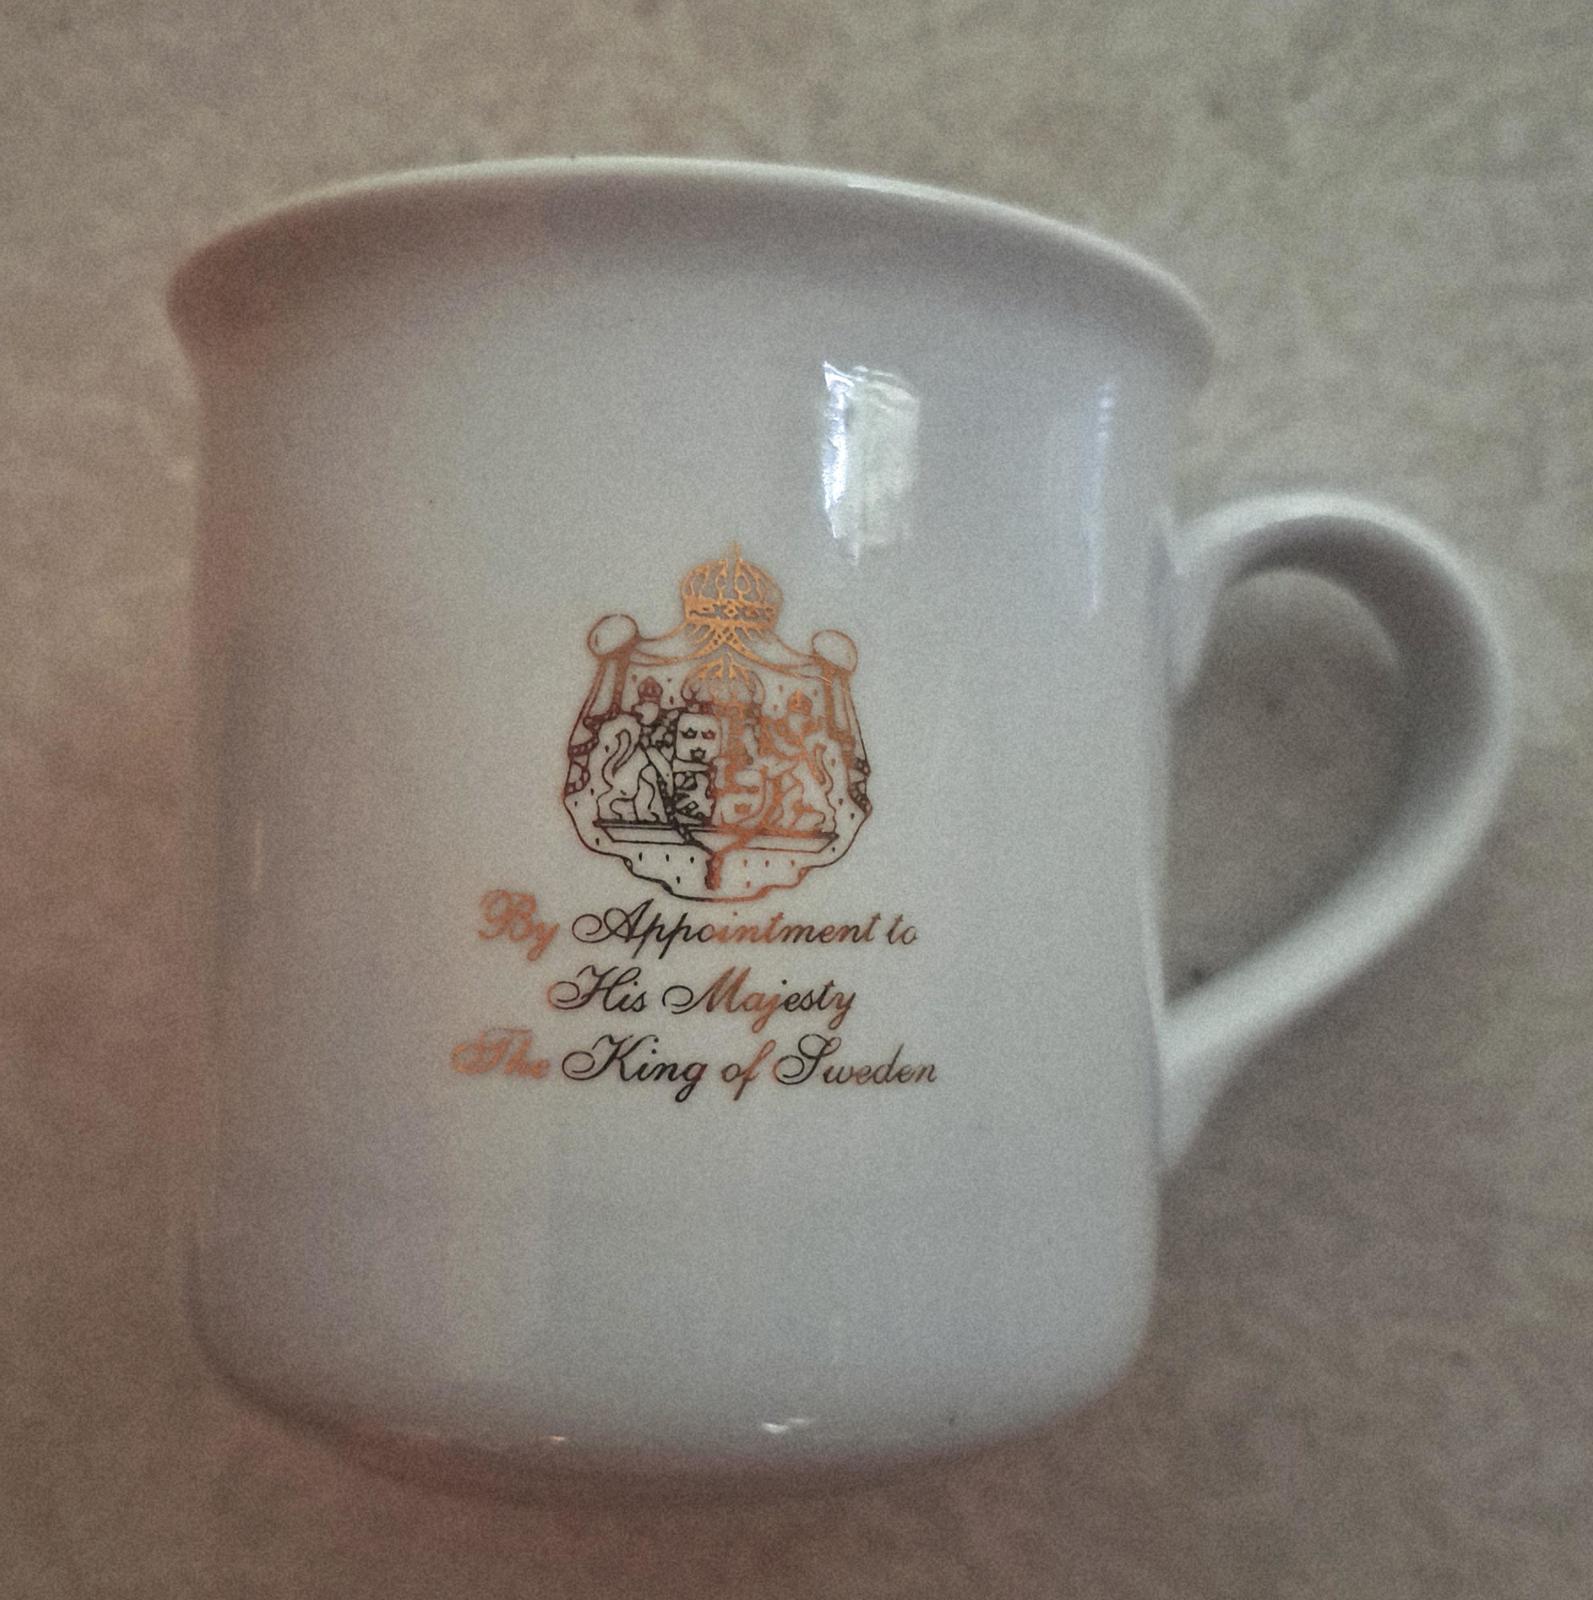 By Appointment to
His Majesty
The King of Sweden